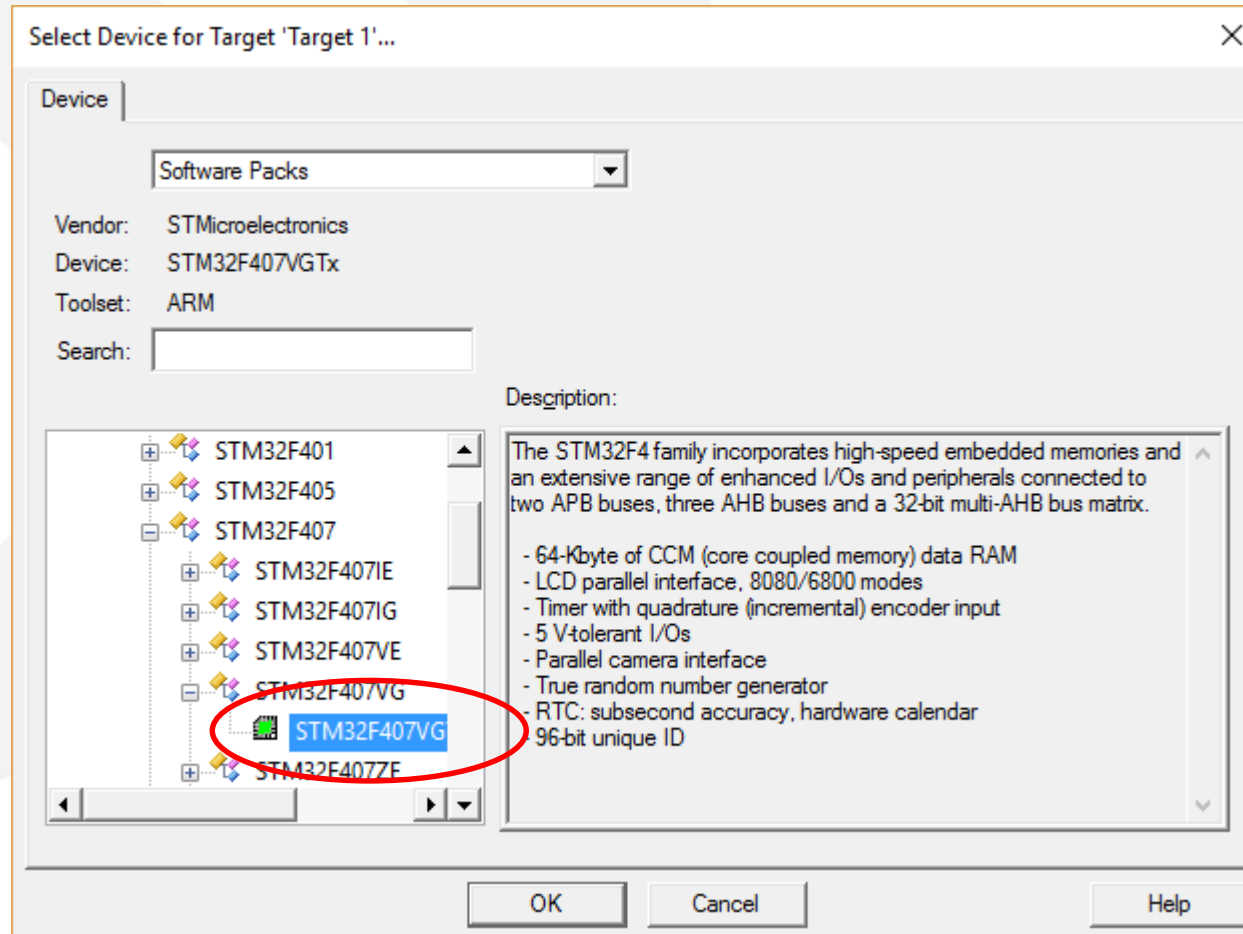 Select Device for Target 'Target 1'...
Device
Software Packs
Vendor: STMicroelectronics
Device: STM32F407VGTx
Toolset: ARM
Search:
Description:
STM32F401
STM32F405
STM32F407
STM32F407IE
STM32F407IG
STM32F407VE
STM32F407VG
STM32F407VG
STM32F407ZE
The STM32F4 family incorporates high-speed embedded memories and
an extensive range of enhanced I/Os and peripherals connected to
two APB buses, three AHB buses and a 32-bit multi-AHB bus matrix.
- 64-Kbyte of CCM (core coupled memory) data RAM
- LCD parallel interface, 8080/6800 modes
- Timer with quadrature (incremental) encoder input
- 5 V-tolerant I/Os
- Parallel camera interface
- True random number generator
- RTC: subsecond accuracy, hardware calendar
- 96-bit unique ID
OK
Cancel
Help